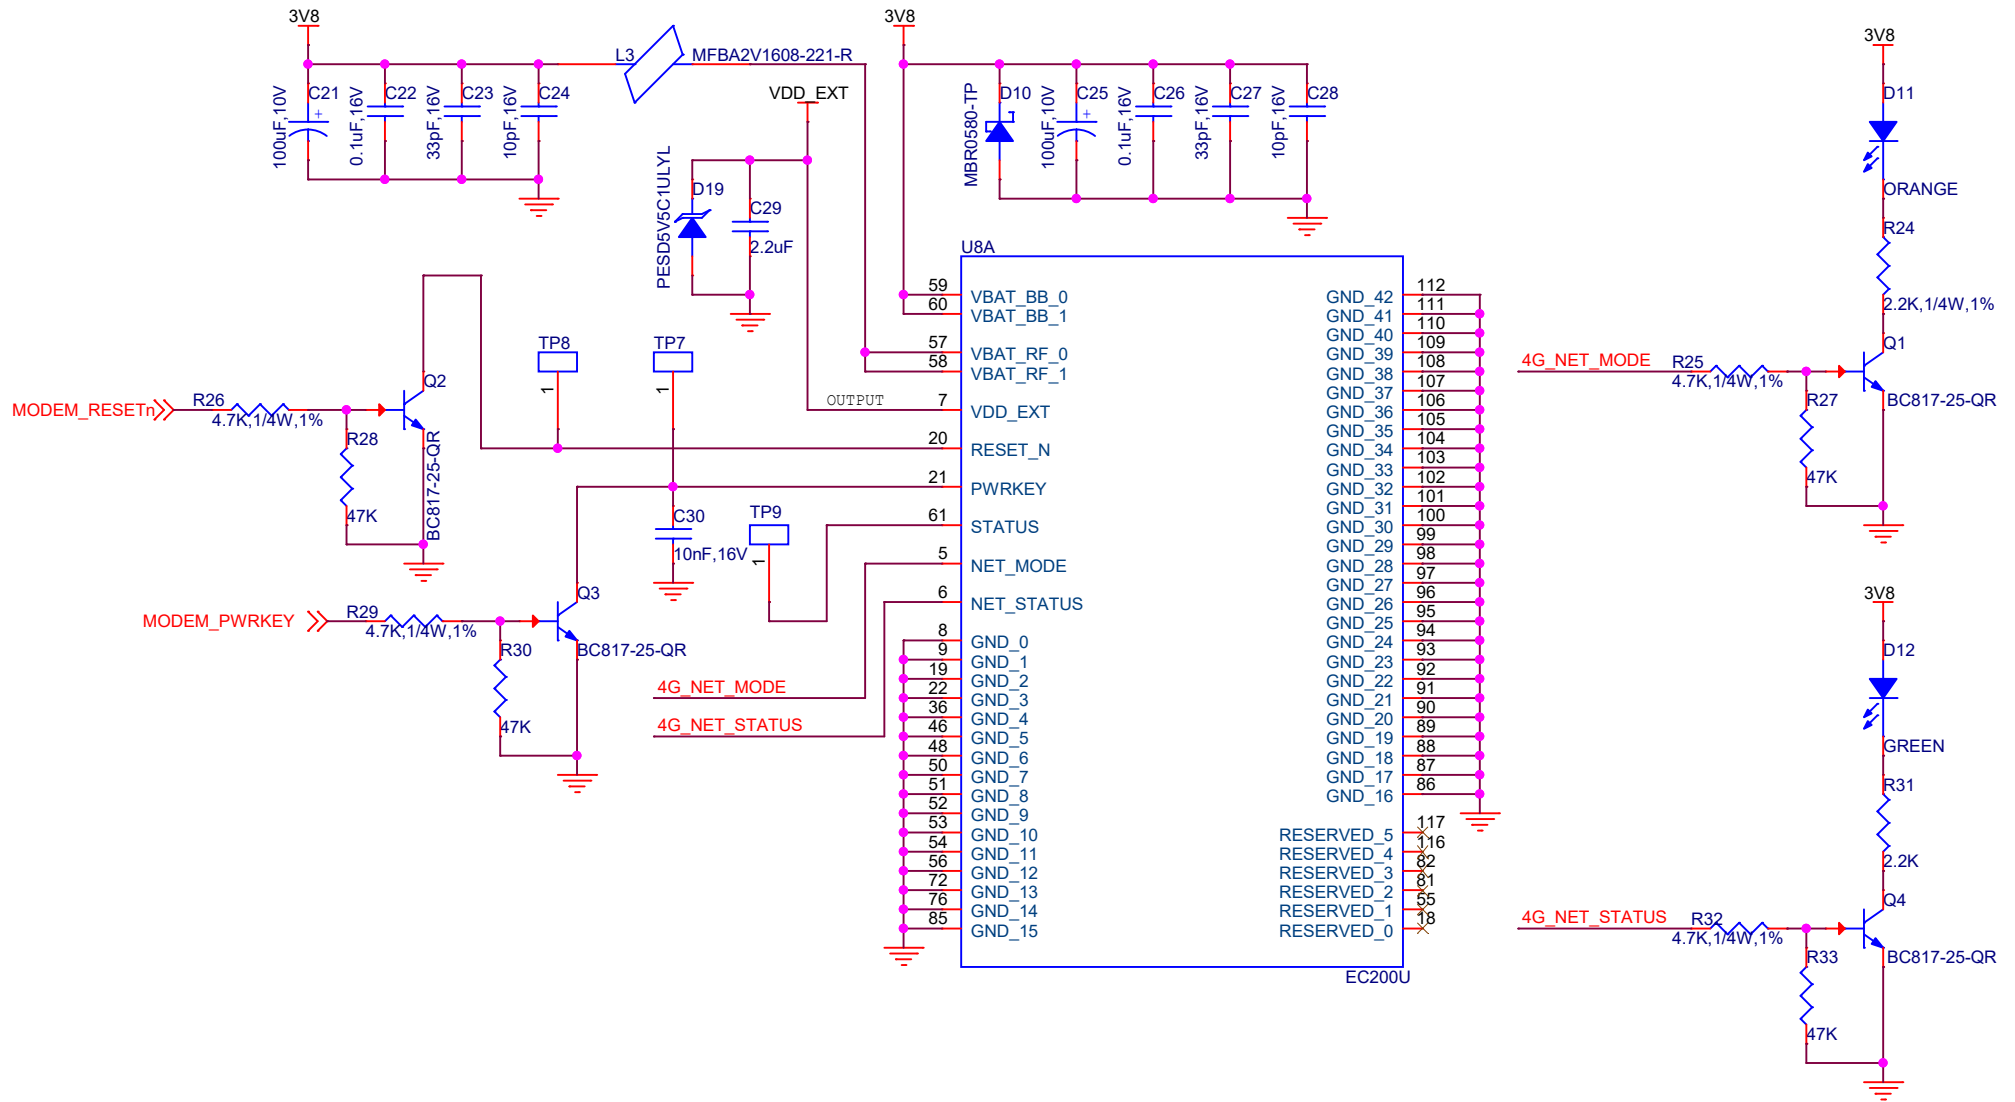 3V8
L3
MFBA2V1608-221-R
C21
100uF,10V
+
C22
0.1uF,16V
C23
33pF,16V
C24
10pF,16V
VDD_EXT
PESD5V5C1ULYL
D19
C29
2.2uF
3V8
MBR0580-TP
D10
C25
100uF,10V
+
C26
0.1uF,16V
C27
33pF,16V
C28
10pF,16V
MODEM_RESETn
R26
4.7K,1/4W,1%
R28
47K
Q2
BC817-25-QR
TP8
1
TP7
1
C30
10nF,16V
TP9
1
MODEM_PWRKEY
R29
4.7K,1/4W,1%
R30
47K
Q3
BC817-25-QR
4G_NET_MODE
4G_NET_STATUS
OUTPUT
U8A
59 VBAT_BB_0
60 VBAT_BB_1
57 VBAT_RF_0
58 VBAT_RF_1
7 VDD_EXT
20 RESET_N
21 PWRKEY
61 STATUS
5 NET_MODE
6 NET_STATUS
8 GND_0
9 GND_1
19 GND_2
22 GND_3
36 GND_4
46 GND_5
48 GND_6
50 GND_7
51 GND_8
52 GND_9
53 GND_10
54 GND_11
56 GND_12
72 GND_13
76 GND_14
85 GND_15
GND_42 112
GND_41 111
GND_40 110
GND_39 109
GND_38 108
GND_37 107
GND_36 106
GND_35 105
GND_34 104
GND_33 103
GND_32 102
GND_31 101
GND_30 100
GND_29 99
GND_28 98
GND_27 97
GND_26 96
GND_25 95
GND_24 94
GND_23 93
GND_22 92
GND_21 91
GND_20 90
GND_19 89
GND_18 88
GND_17 87
GND_16 86
RESERVED_5 117
RESERVED_4 116
RESERVED_3 82
RESERVED_2 81
RESERVED_1 55
RESERVED_0 18
EC200U
3V8
D11
ORANGE
R24
2.2K,1/4W,1%
Q1
4G_NET_MODE
R25
4.7K,1/4W,1%
R27
47K
BC817-25-QR
3V8
D12
GREEN
R31
2.2K
Q4
4G_NET_STATUS
R32
4.7K,1/4W,1%
R33
47K
BC817-25-QR